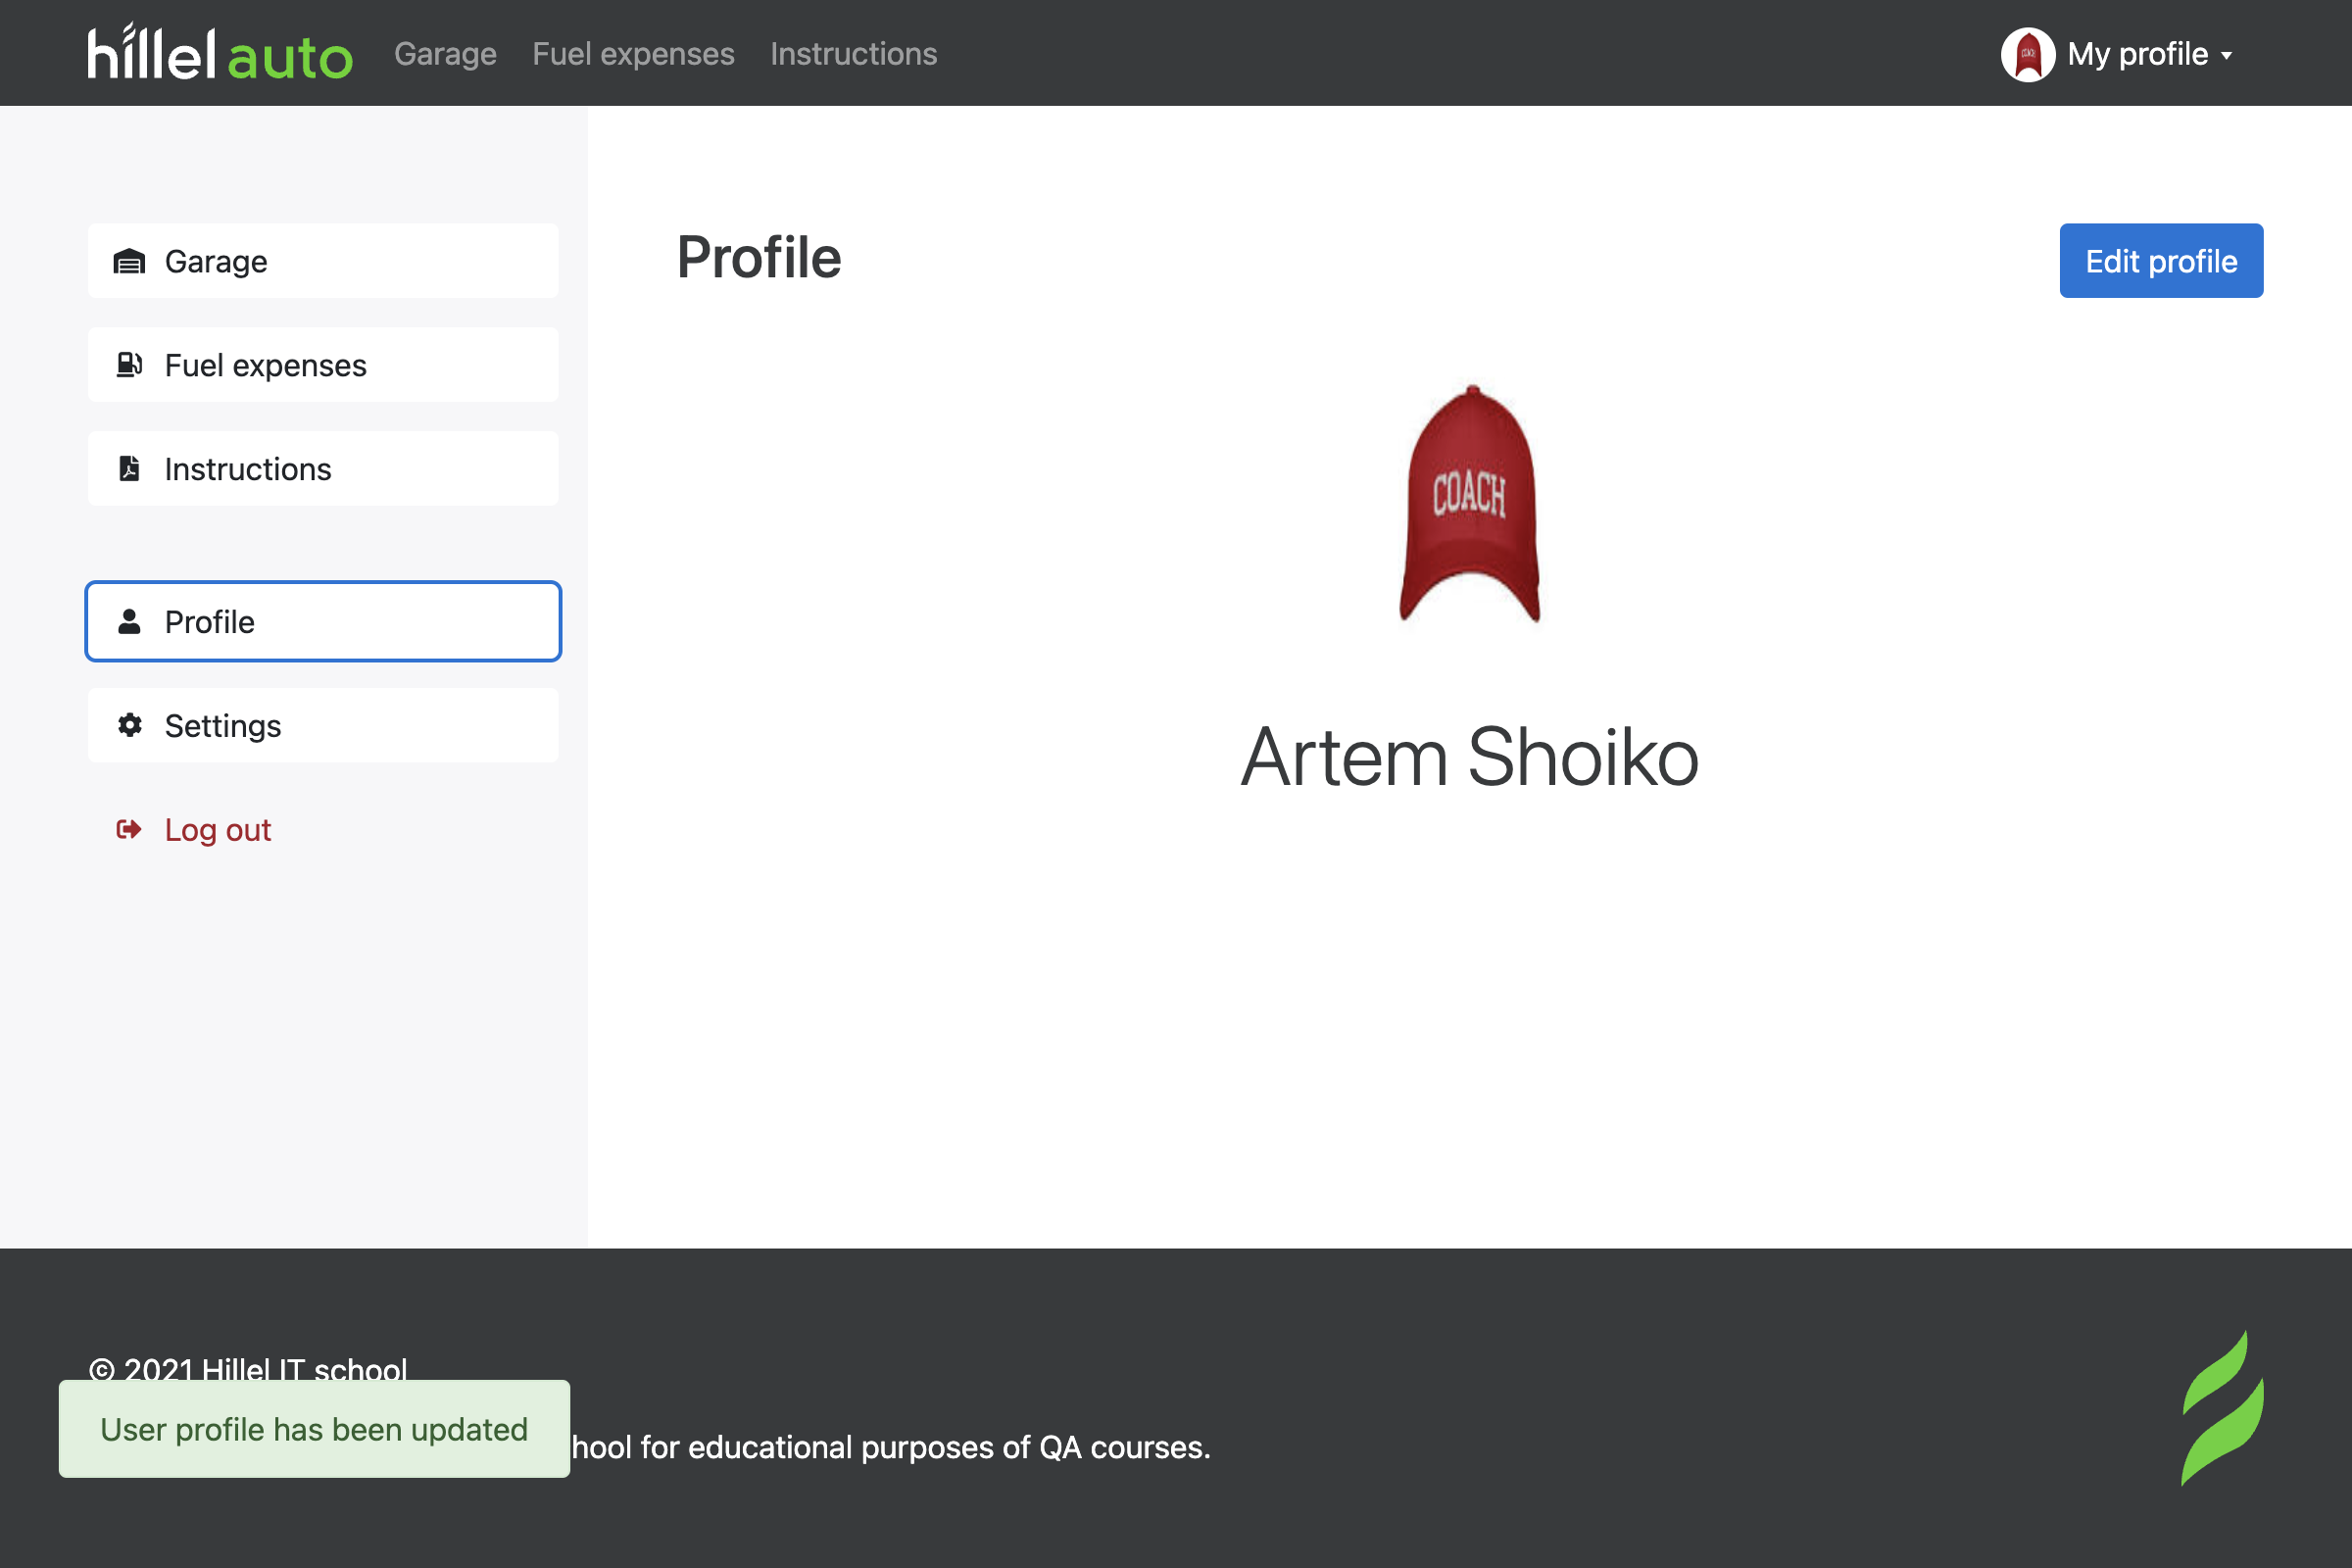 hillel auto
Garage
Fuel expenses
Instructions
My profile
Garage
Fuel expenses
Instructions
Profile
Settings
Log out
Profile
Edit profile
COACH
Artem Shoiko
© 2021 Hillel IT school
User profile has been updated
hool for educational purposes of QA courses.